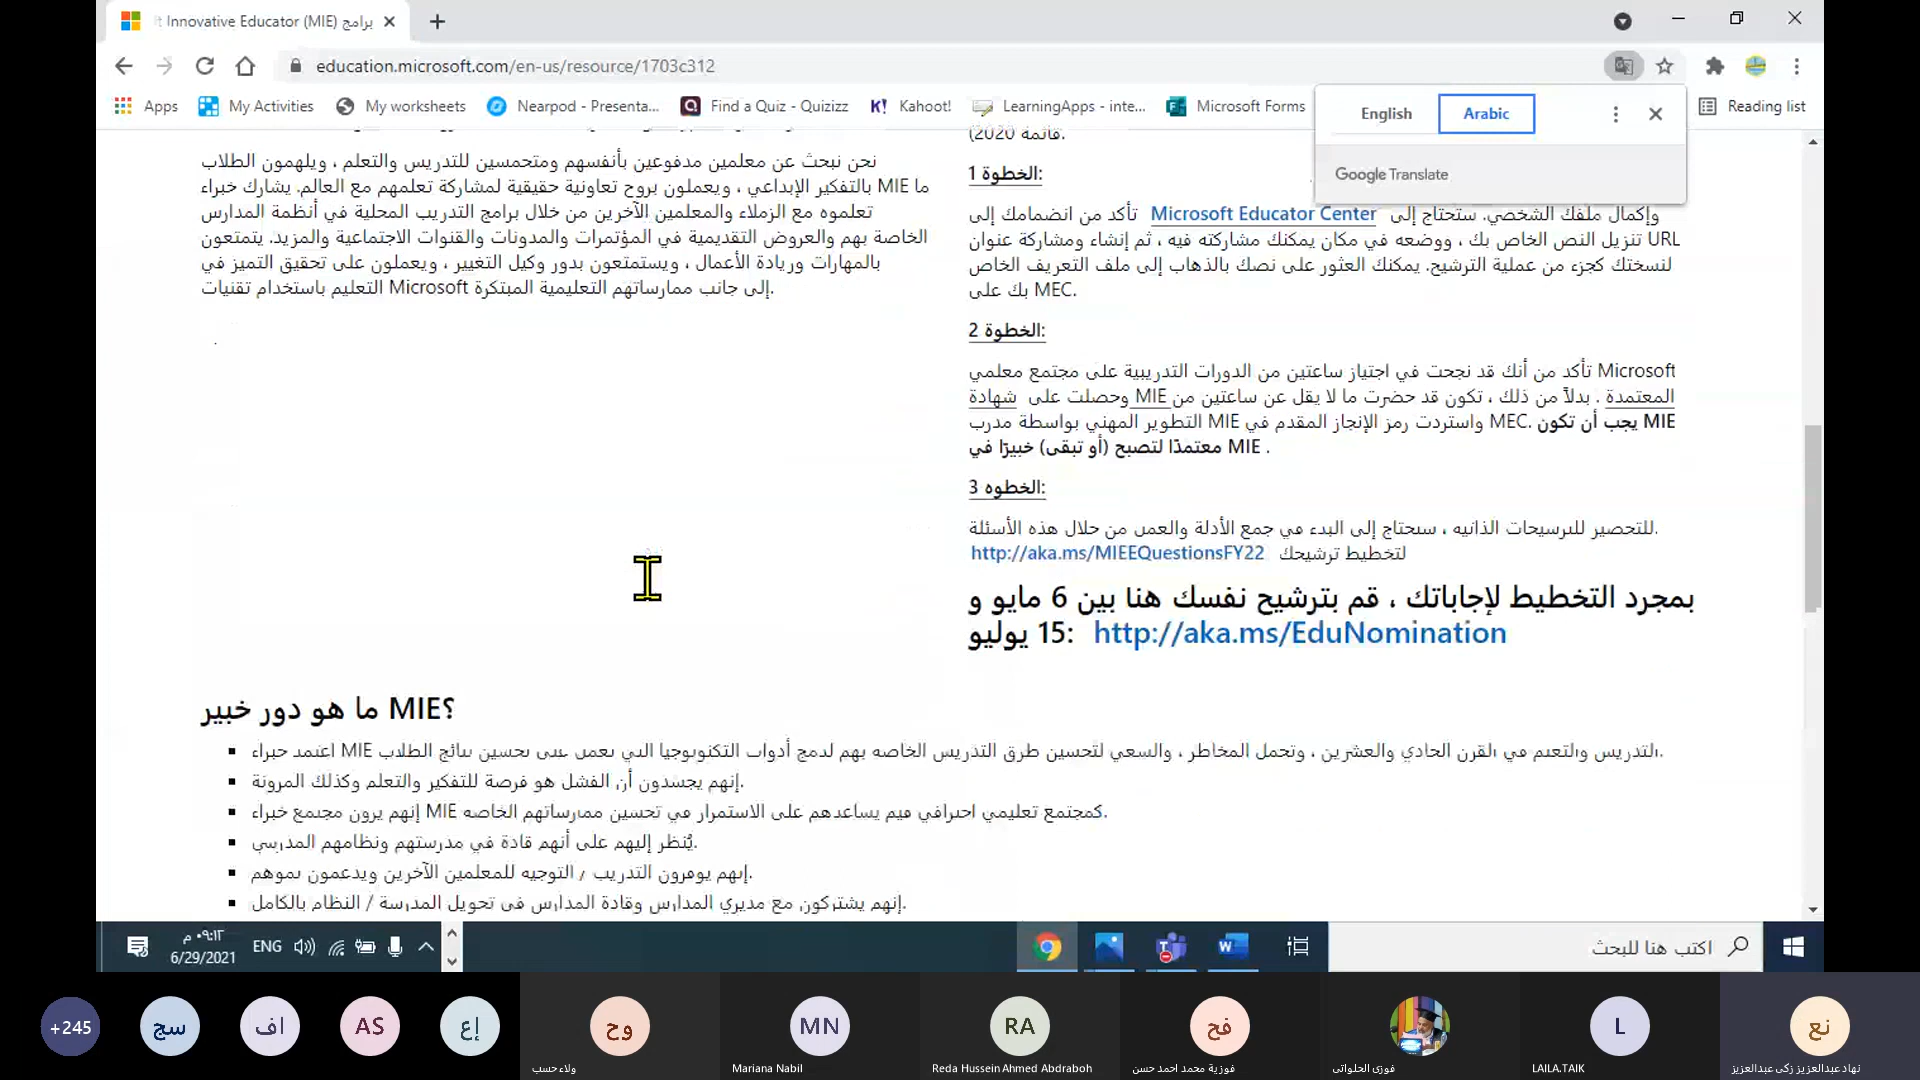 Innovative Educator (MIE) برامج
education.microsoft.com/en-us/resource/1703c312
Apps
My Activities
My worksheets
Nearpod - Presenta...
Find a Quiz - Quizizz
Kahoot!
LearningApps - inte...
Microsoft Forms
Reading list
English
Arabic
Google Translate
نحن نبحث عن معلمين مدفوعين بأنفسهم ومتحمسين للتدريس والتعلم ، ويلهمون الطلاب
ما MIE بالتفكير الإبداعي ، ويعملون بروح تعاونية حقيقية لمشاركة تعلمهم مع العالم. يشارك خبراء
تعلموه مع الزملاء والمعلمين الآخرين من خلال برامج التدريب المحلية في أنظمة المدارس
الخاصة بهم والعروض التقديمية في المؤتمرات والمدونات والقنوات الاجتماعية والمزيد. يتمتعون
بالمهارات وريادة الأعمال ، ويستمتعون بدور وكيل التغيير ، ويعملون على تحقيق التميز في
إلى جانب ممارساتهم التعليمية المبتكرة Microsoft التعليم باستخدام تقنيات.
قائمة 2020).
الخطوة 1:
وإكمال ملفك الشخصي. ستحتاج إلى Microsoft Educator Center تأكد من انضمامك إلى
URL تنزيل النص الخاص بك ، ووضعه في مكان يمكنك مشاركته فيه ، ثم إنشاء ومشاركة عنوان
لنسختك كجزء من عملية الترشيح. يمكنك العثور على نصك بالذهاب إلى ملف التعريف الخاص
بك على MEC.
الخطوة 2:
Microsoft تأكد من أنك قد نجحت في اجتياز ساعتين من الدورات التدريبية على مجتمع معلمي
المعتمدة . بدلاً من ذلك ، تكون قد حضرت ما لا يقل عن ساعتين من MIE وحصلت على شهادة
MIE يجب أن تكون .MEC واستردت رمز الإنجاز المقدم في MIE التطوير المهني بواسطة مدرب
معتمدًا لتصبح (أو تبقى) خبيرًا في MIE .
الخطوه 3:
للتحضير للترشيحات الذاتية ، ستحتاج إلى البدء في جمع الأدلة والعمل من خلال هذه الأسئلة.
لتخطيط ترشيحك http://aka.ms/MIEEQuestionsFY22
بمجرد التخطيط لإجاباتك ، قم بترشيح نفسك هنا بين 6 مايو و
15 يوليو: http://aka.ms/EduNomination
ما هو دور خبير MIE؟
التدريس والتعلم في القرن الحادي والعشرين ، وتحمل المخاطر ، والسعي لتحسين طرق التدريس الخاصة بهم لدمج أدوات التكنولوجيا التي تعمل على تحسين نتائج الطلاب MIE اعتمد خبراء.
إنهم يجسدون أن الفشل هو فرصة للتفكير والتعلم وكذلك المرونة.
كمجتمع تعليمي احترافي قيم يساعدهم على الاستمرار في تحسين ممارساتهم الخاصة MIE إنهم يرون مجتمع خبراء.
يُنظر إليهم على أنهم قادة في مدرستهم ونظامهم المدرسي.
إنهم يوفرون التدريب / التوجيه للمعلمين الآخرين ويدعمون نموهم.
إنهم يشتركون مع مديري المدارس وقادة المدارس في تحويل المدرسة / النظام بالكامل.
٠٩:١٢ م
6/29/2021
ENG
اكتب هنا للبحث
+245
سج
اف
AS
إع
وح
MN
RA
فح
L
نع
ولاء حسب
Mariana Nabil
Reda Hussein Ahmed Abdraboh
فوزية محمد احمد حسن
فوزى الحلوانى
LAILA.TAIK
نهاد عبدالعزيز زكى عبدالعزيز